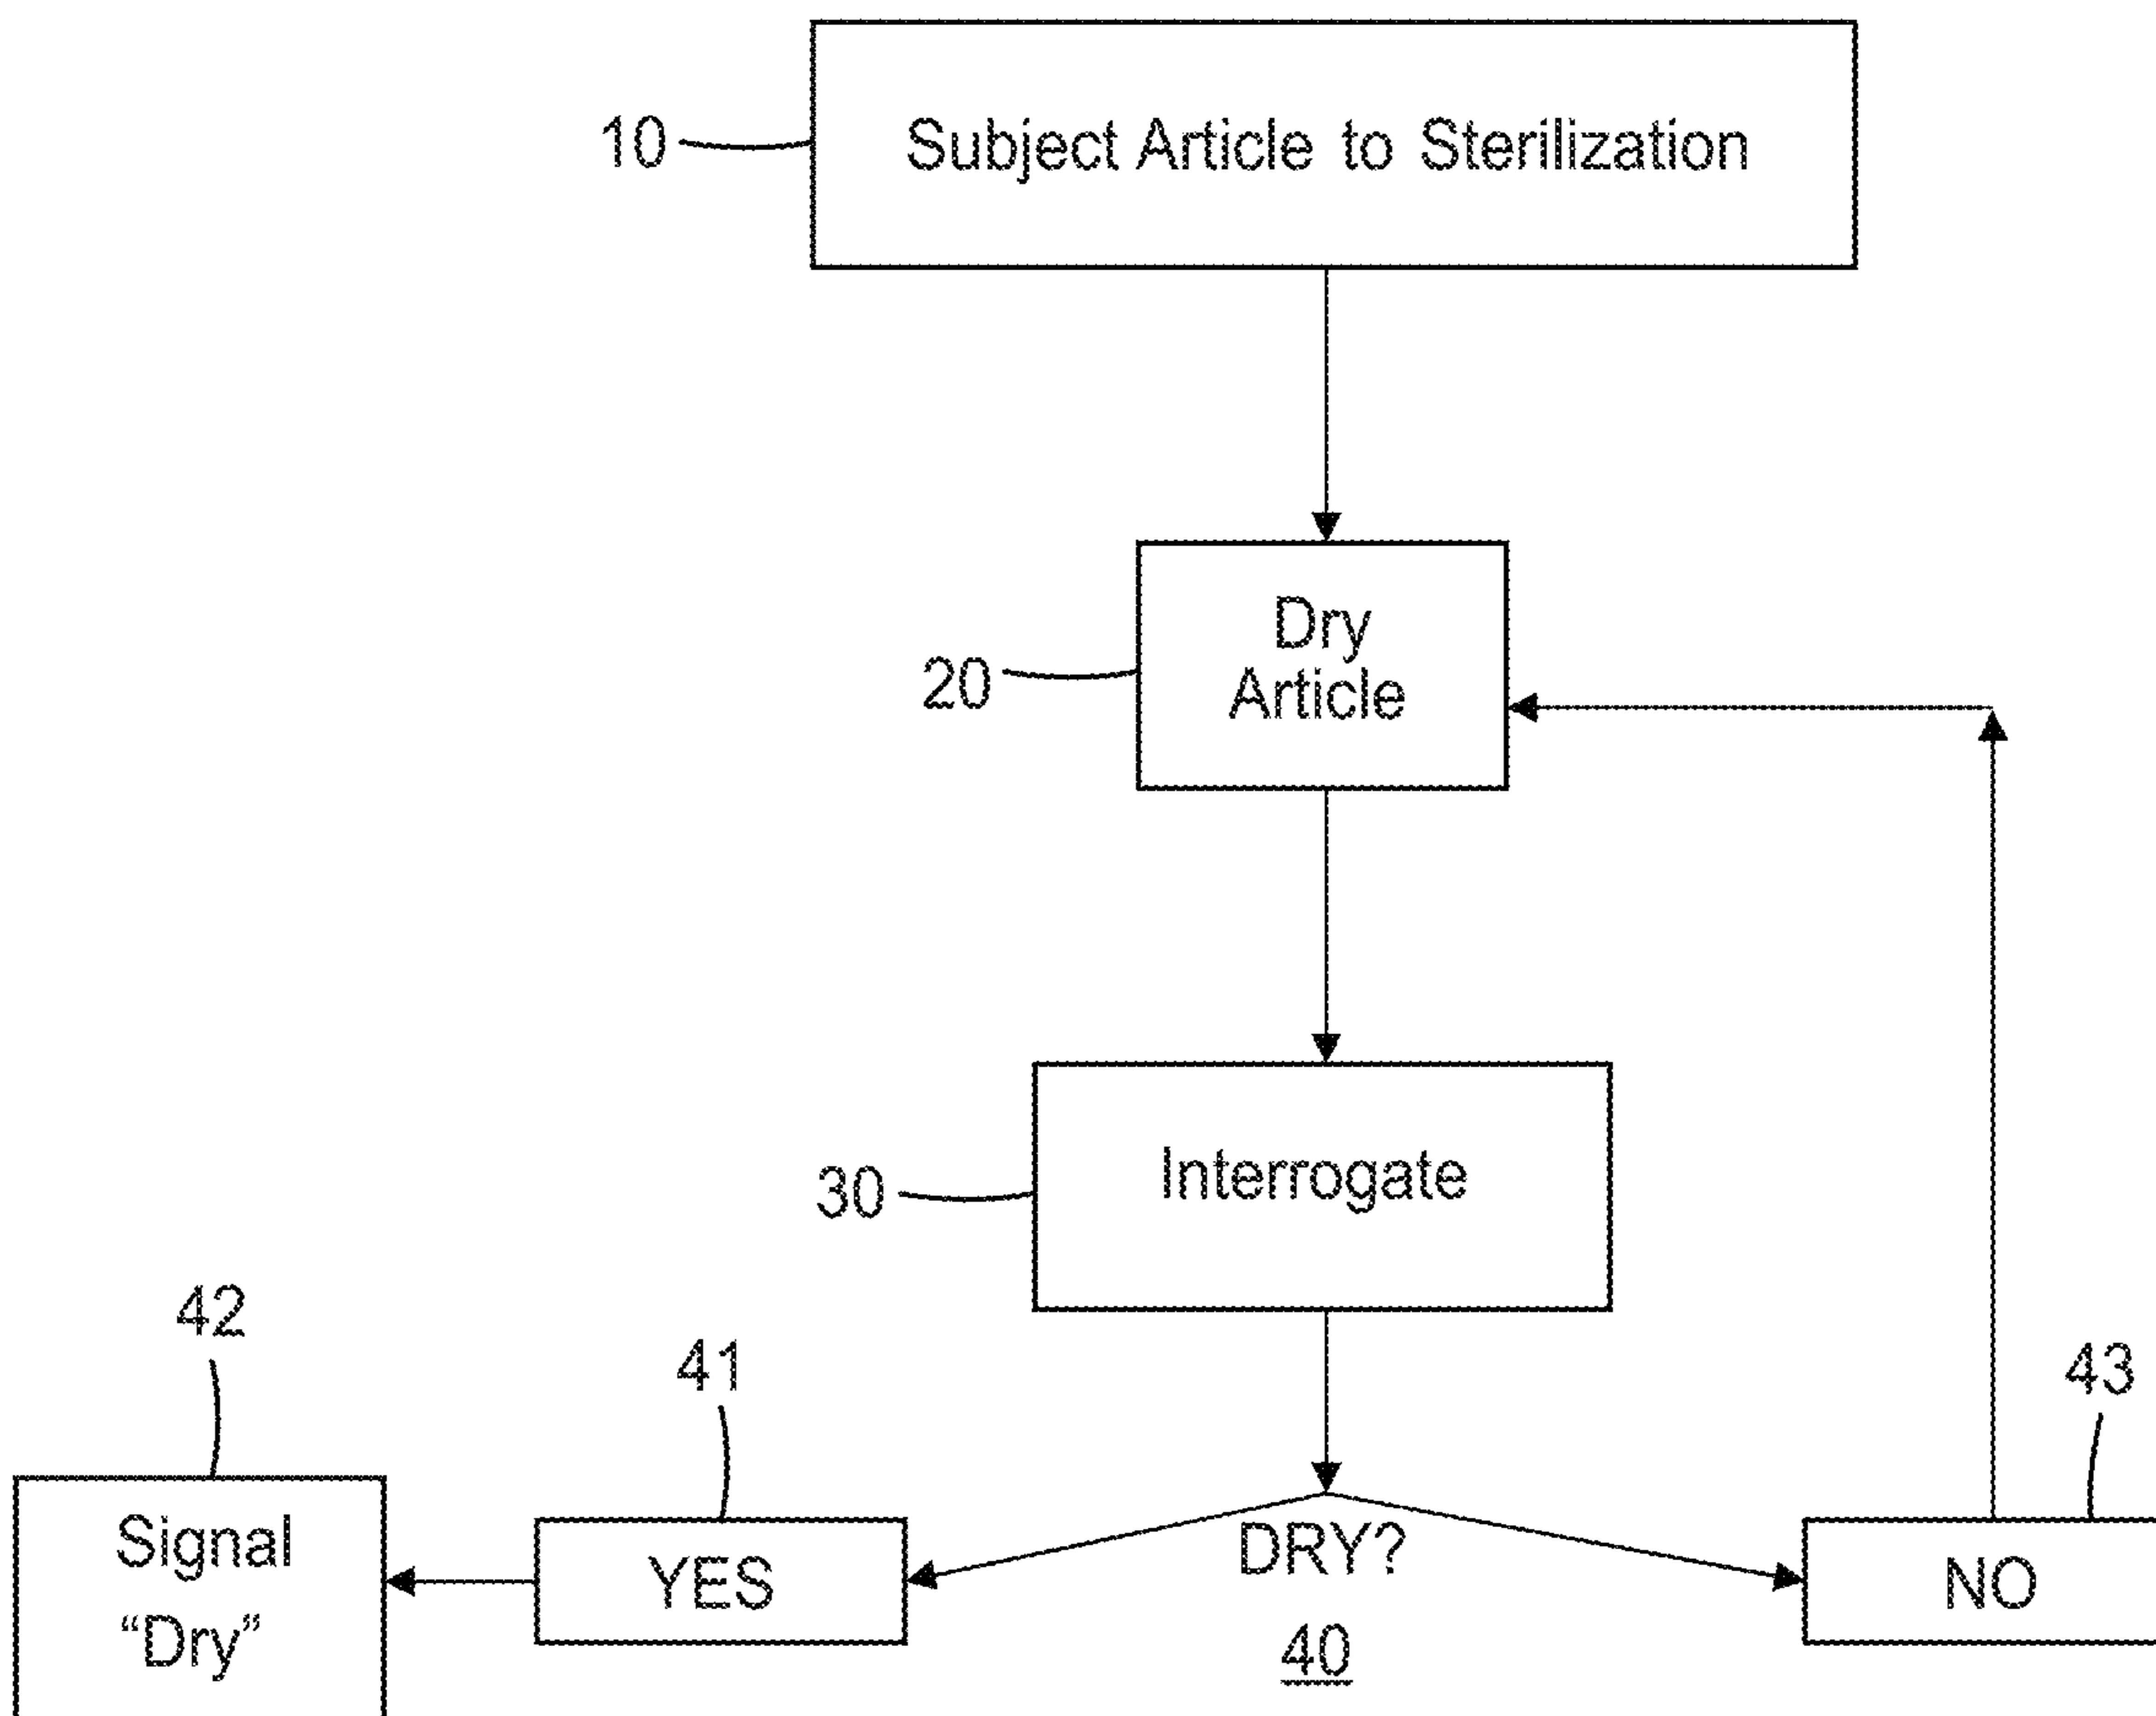 10
Subject Article to Sterilization
20
Dry
Article
30
Interrogate
42
41
43
Signal
“Dry”
YES
DRY?
40
NO